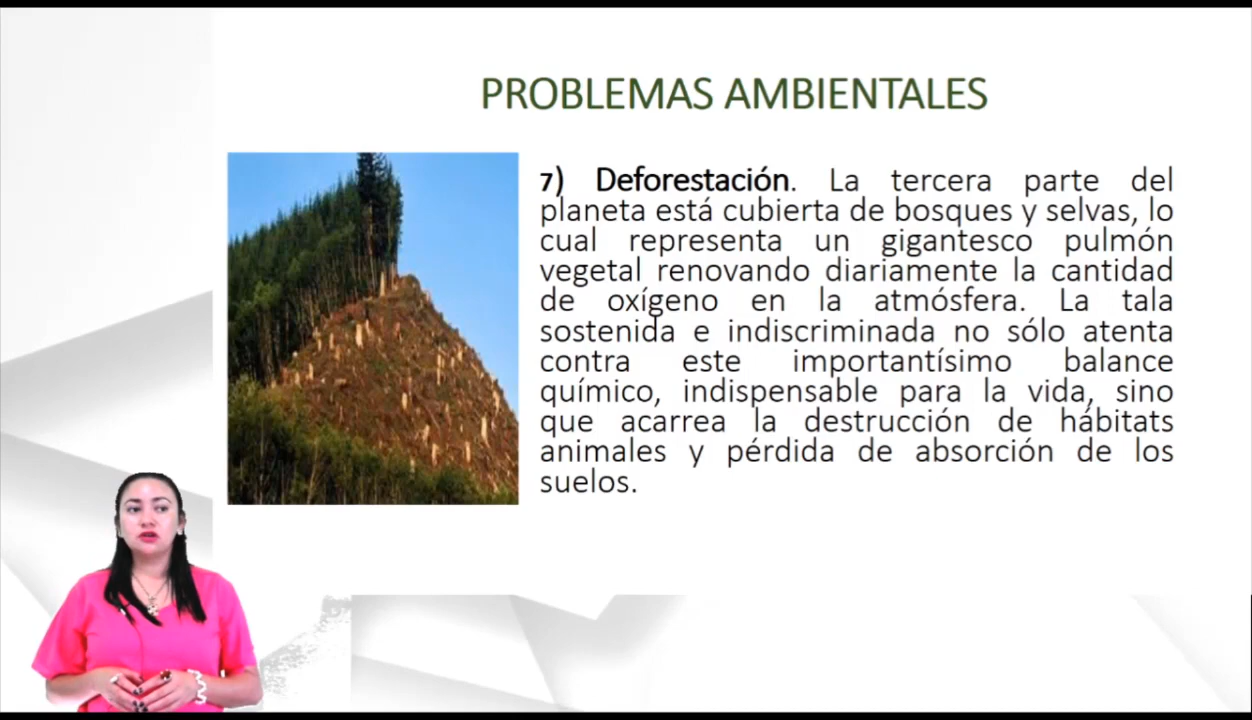 PROBLEMAS AMBIENTALES
7) Deforestación. La tercera parte del
planeta está cubierta de bosques y selvas, lo
cual representa un gigantesco pulmón
vegetal renovando diariamente la cantidad
de oxígeno en la atmósfera. La tala
sostenida e indiscriminada no sólo atenta
contra este importantísimo balance
químico, indispensable para la vida, sino
que acarrea la destrucción de hábitats
animales y pérdida de absorción de los
suelos.